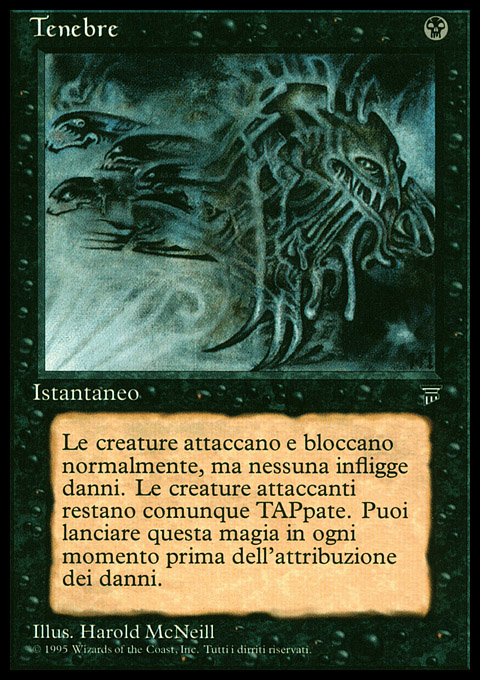 Tenebre
Istantaneo
Le creature attaccano e bloccano
normalmente, ma nessuna infligge
danni. Le creature attaccanti
restano comunque TAPpate. Puoi
lanciare questa magia in ogni
momento prima dell'attribuzione
dei danni.
Illus. Harold McNeill
© 1995 Wizards of the Coast, Inc. Tutti i dirriti riservati.